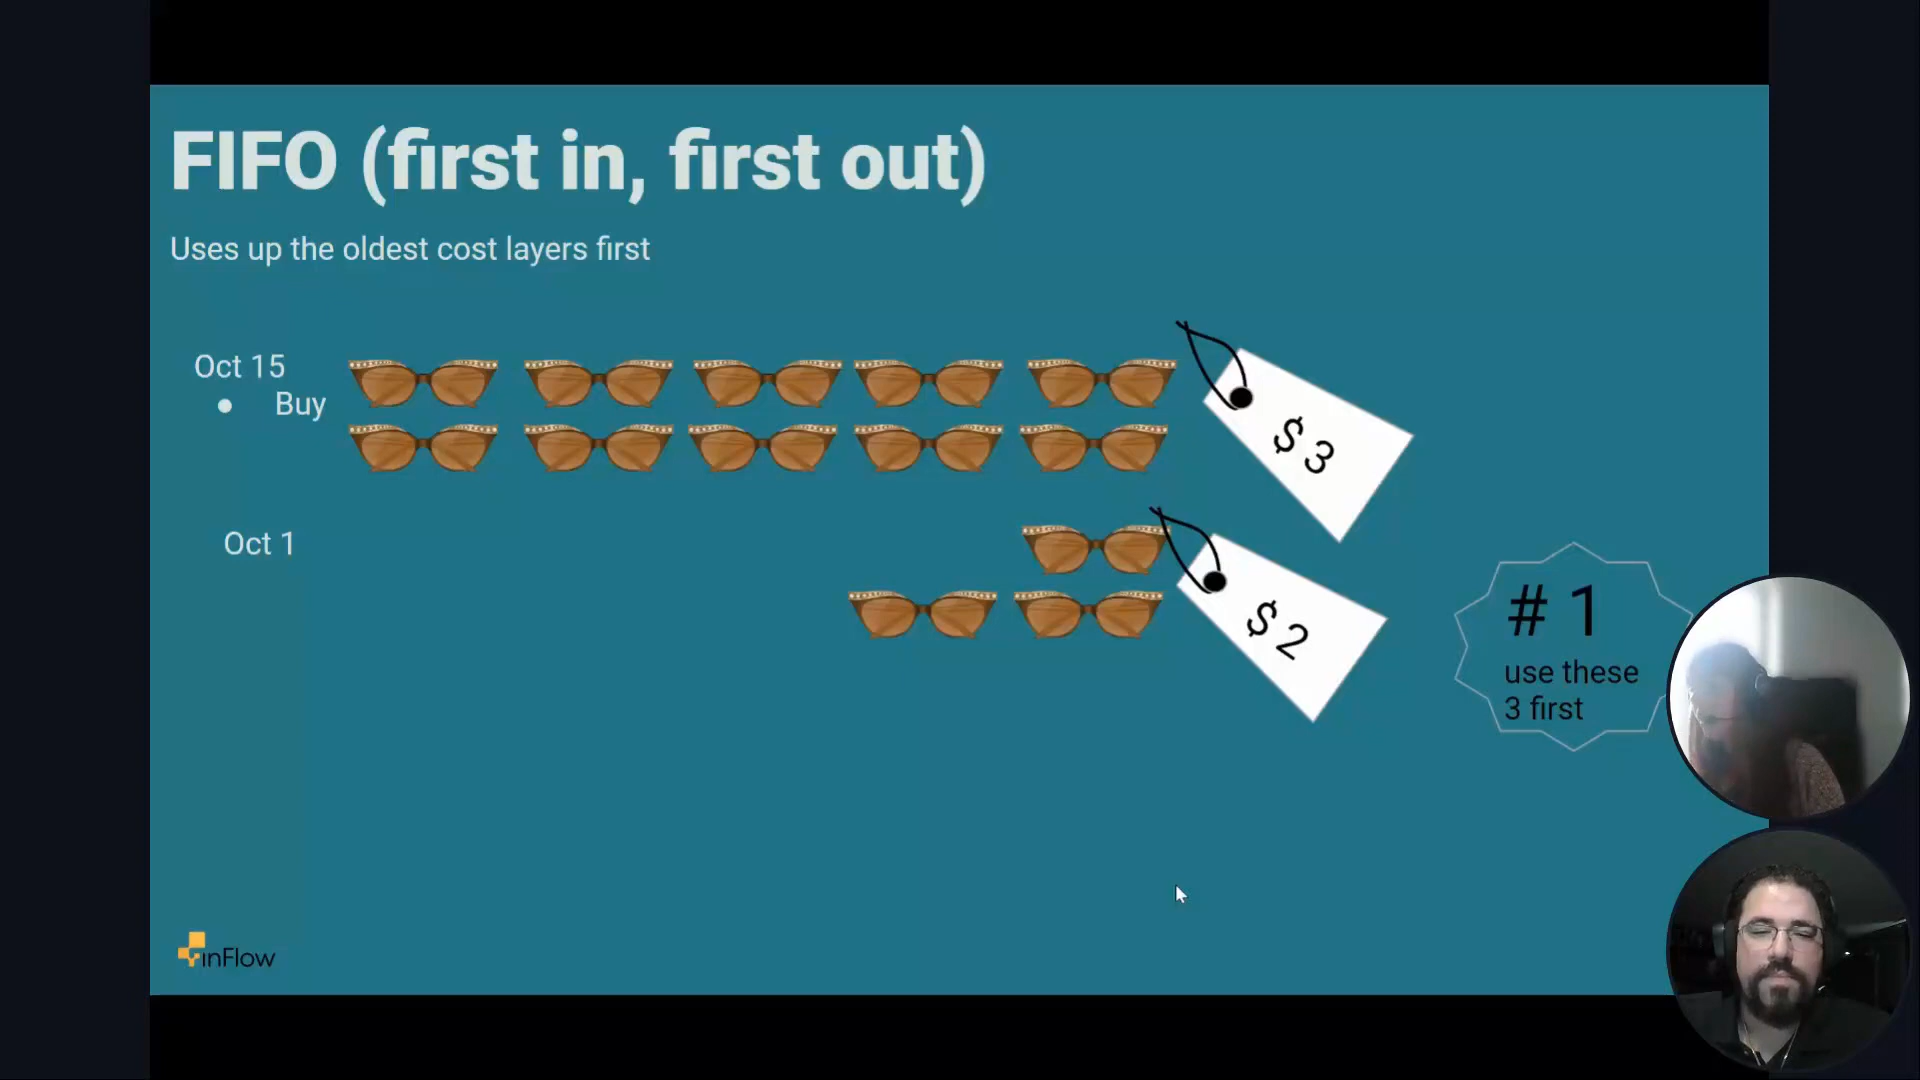 FIFO (first in, first out)
Uses up the oldest cost layers first
Oct 15
● Buy
$ 3
Oct 1
$ 2
# 1
use these
3 first
inFlow